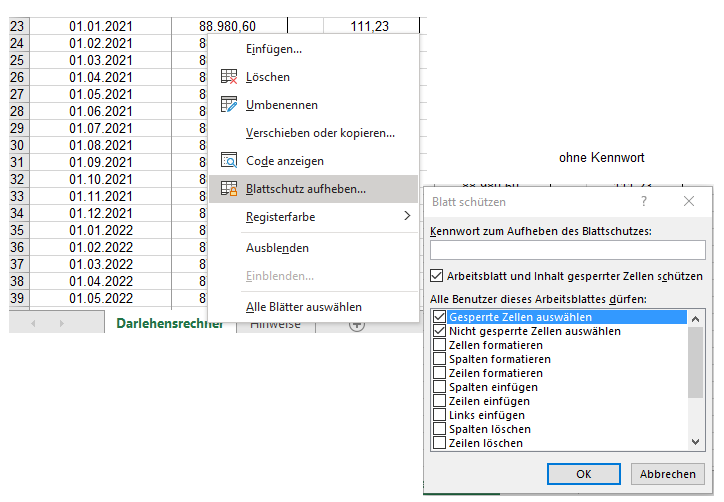 23 01.01.2021 88.980,60 111,23
24 01.02.2021 8
25 01.03.2021 8
26 01.04.2021 8
27 01.05.2021 8
28 01.06.2021 8
29 01.07.2021 8
30 01.08.2021 8
31 01.09.2021 8
32 01.10.2021 8
33 01.11.2021 8
34 01.12.2021 8
35 01.01.2022 8
36 01.02.2022 8
37 01.03.2022 8
38 01.04.2022 8
39 01.05.2022 8
Darlehensrechner Hinweise
Einfügen...
Löschen
Umbenennen
Verschieben oder kopieren...
Code anzeigen
Blattschutz aufheben...
Registerfarbe
Ausblenden
Einblenden...
Alle Blätter auswählen
ohne Kennwort
88.980,60 111,23
Blatt schützen
Kennwort zum Aufheben des Blattschutzes:
Arbeitsblatt und Inhalt gesperrter Zellen schützen
Alle Benutzer dieses Arbeitsblattes dürfen:
Gesperrte Zellen auswählen
Nicht gesperrte Zellen auswählen
Zellen formatieren
Spalten formatieren
Zeilen formatieren
Spalten einfügen
Zeilen einfügen
Links einfügen
Spalten löschen
Zeilen löschen
OK Abbrechen